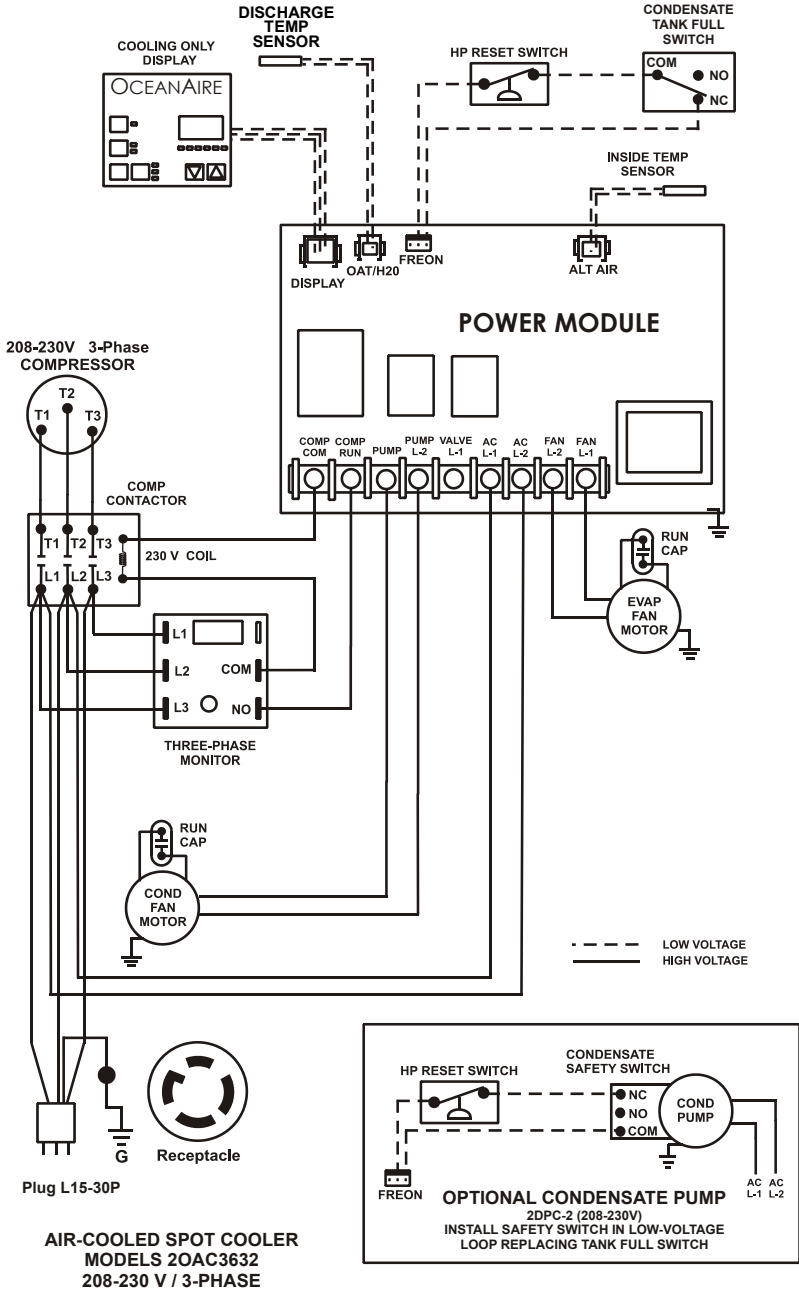 DISCHARGE
TEMP
SENSOR
CONDENSATE
TANK FULL
SWITCH
COOLING ONLY
DISPLAY
HP RESET SWITCH
COM
NO
NC
OCEANAIRE
INSIDE TEMP
SENSOR
DISPLAY
OAT/H20
FREON
ALT AIR
POWER MODULE
208-230V 3-Phase
COMPRESSOR
T1
T2
T3
COMP
COM
COMP
RUN
PUMP
PUMP
L-2
VALVE
L-1
AC
L-1
AC
L-2
FAN
L-2
FAN
L-1
COMP
CONTACTOR
T1
T2
T3
230 V COIL
L1
L2
L3
RUN
CAP
EVAP
FAN
MOTOR
L1
L2
COM
L3
NO
THREE-PHASE
MONITOR
RUN
CAP
COND
FAN
MOTOR
LOW VOLTAGE
HIGH VOLTAGE
G
Receptacle
Plug L15-30P
HP RESET SWITCH
CONDENSATE
SAFETY SWITCH
NC
NO
COM
COND
PUMP
FREON
AC
L-1
AC
L-2
OPTIONAL CONDENSATE PUMP
2DPC-2 (208-230V)
INSTALL SAFETY SWITCH IN LOW-VOLTAGE
LOOP REPLACING TANK FULL SWITCH
AIR-COOLED SPOT COOLER
MODELS 2OAC3632
208-230 V / 3-PHASE